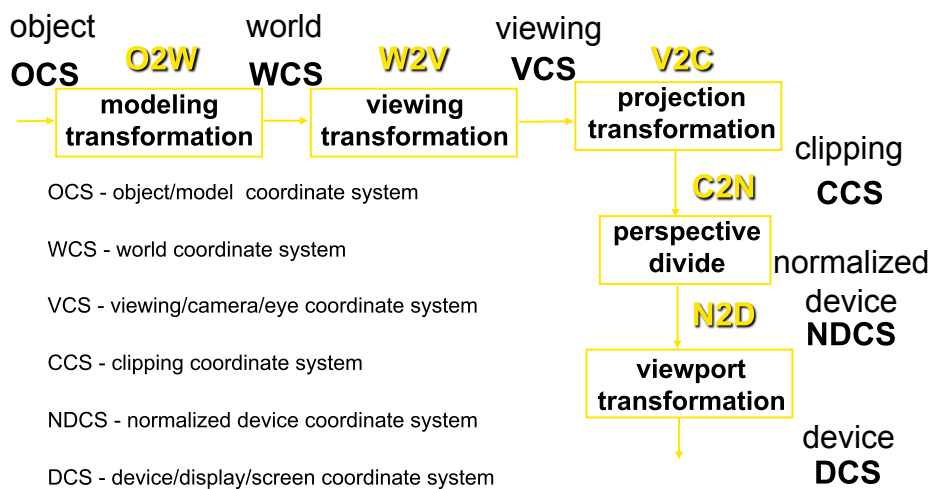 object
OCS
O2W
modeling
transformation
world
WCS
W2V
viewing
transformation
viewing
VCS
V2C
projection
transformation
clipping
CCS
C2N
perspective
divide
normalized
device
NDCS
N2D
viewport
transformation
device
DCS
OCS - object/model coordinate system
WCS - world coordinate system
VCS - viewing/camera/eye coordinate system
CCS - clipping coordinate system
NDCS - normalized device coordinate system
DCS - device/display/screen coordinate system